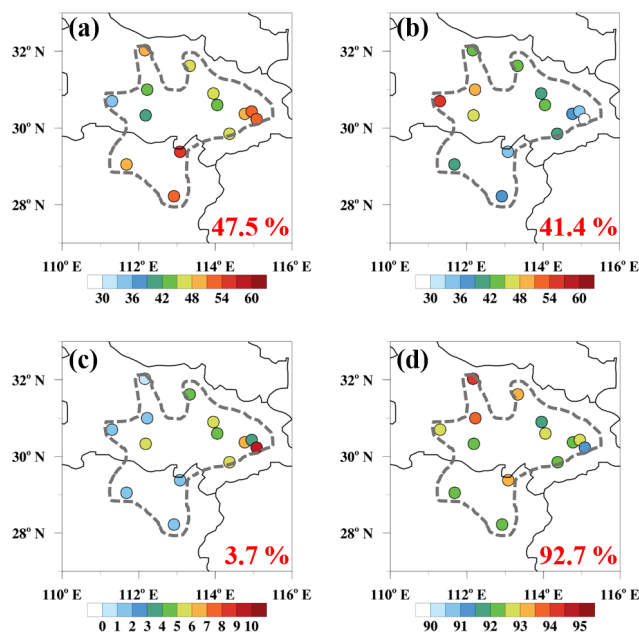 (a) (b)
32° N 32° N
30° N 30° N
28° N 28° N
47.5 % 41.4 %
110° E 112° E 114° E 116° E 110° E 112° E 114° E 116° E
30 36 42 48 54 60 30 36 42 48 54 60
(c) (d)
32° N 32° N
30° N 30° N
28° N 28° N
3.7 % 92.7 %
110° E 112° E 114° E 116° E 110° E 112° E 114° E 116° E
0 1 2 3 4 5 6 7 8 9 10 90 91 92 93 94 95